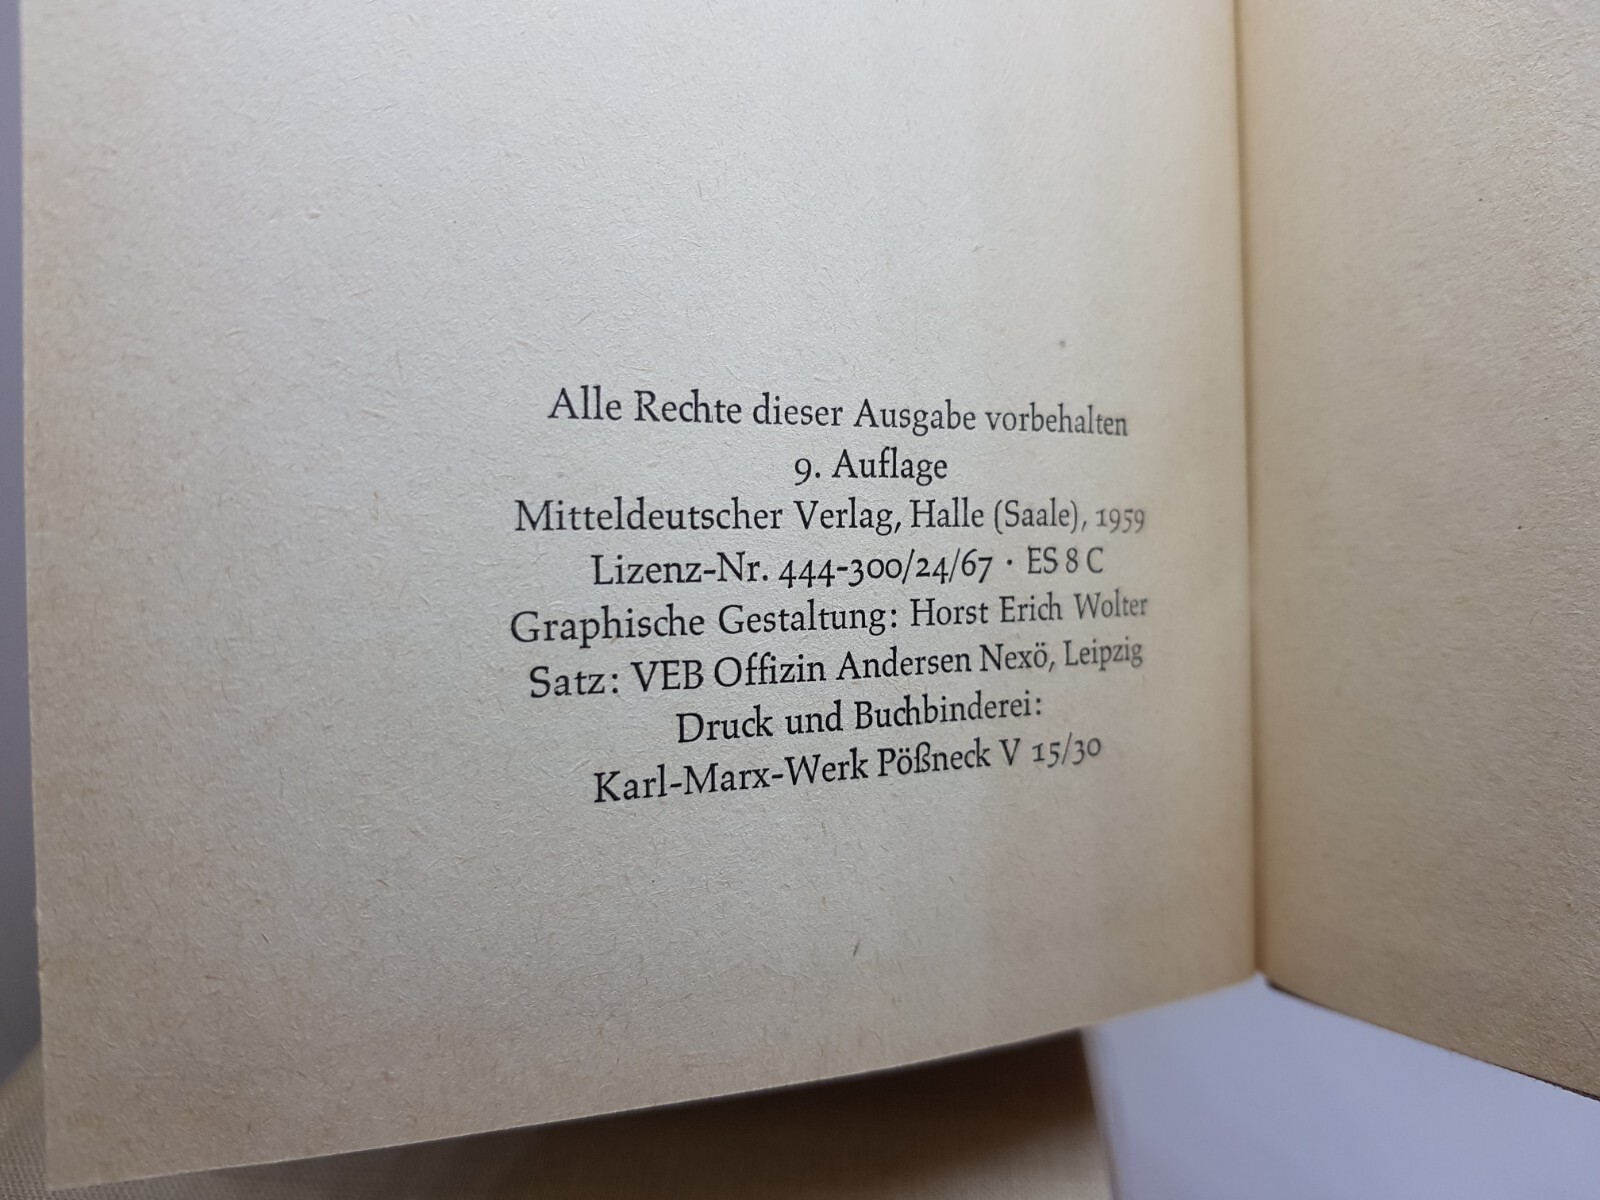 Alle Rechte dieser Ausgabe vorbehalten
9. Auflage
Mitteldeutscher Verlag, Halle (Saale), 1959
Lizenz-Nr. 444-300/24/67 · ES 8 C
Graphische Gestaltung: Horst Erich Wolter
Satz: VEB Offizin Andersen Nexö, Leipzig
Druck und Buchbinderei:
Karl-Marx-Werk Pößneck V 15/30